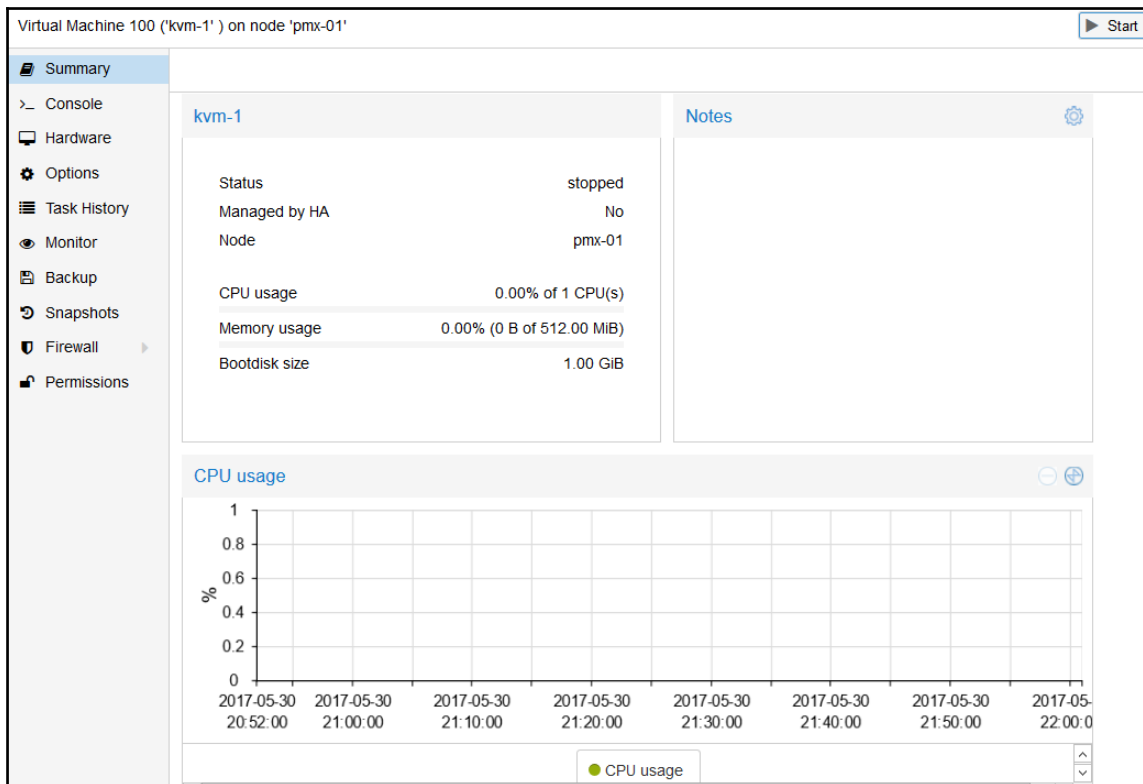 Virtual Machine 100 ('kvm-1' ) on node 'pmx-01'
Start
Summary
Console
Hardware
Options
Task History
Monitor
Backup
Snapshots
Firewall
Permissions
kvm-1
Status stopped
Managed by HA No
Node pmx-01
CPU usage 0.00% of 1 CPU(s)
Memory usage 0.00% (0 B of 512.00 MiB)
Bootdisk size 1.00 GiB
Notes
CPU usage
1
0.8
0.6
0.4
0.2
0
%
2017-05-30 2017-05-30 2017-05-30 2017-05-30 2017-05-30 2017-05-30 2017-05-30 2017-05-
20:52:00 21:00:00 21:10:00 21:20:00 21:30:00 21:40:00 21:50:00 22:00:0
CPU usage